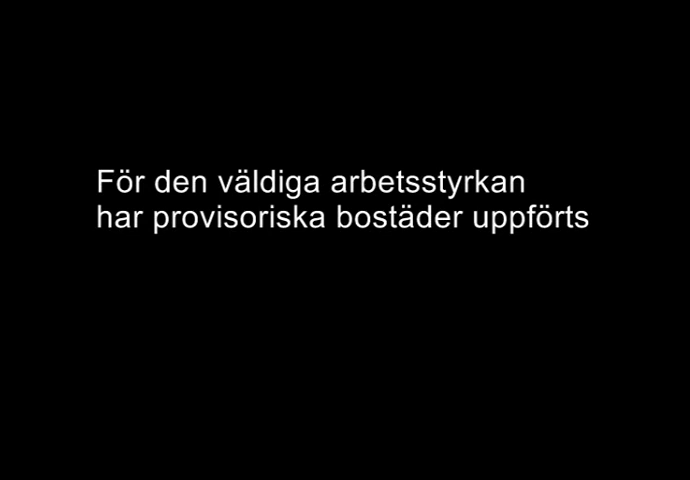 För den väldiga arbetsstyrkan
har provisoriska bostäder uppförts